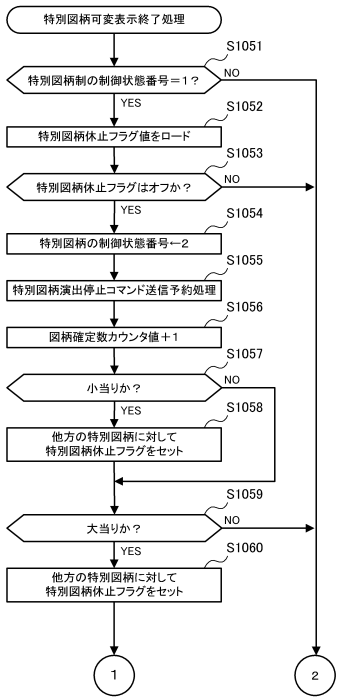 特別図柄可変表示終了処理
S1051
特別図柄制の制御状態番号＝１？
NO
YES
S1052
特別図柄休止フラグ値をロード
S1053
特別図柄休止フラグはオフか？
NO
YES
S1054
特別図柄の制御状態番号←２
S1055
特別図柄演出停止コマンド送信予約処理
S1056
図柄確定数カウンタ値＋１
S1057
小当りか？
NO
YES
S1058
他方の特別図柄に対して
特別図柄休止フラグをセット
S1059
大当りか？
NO
YES
S1060
他方の特別図柄に対して
特別図柄休止フラグをセット
1
2